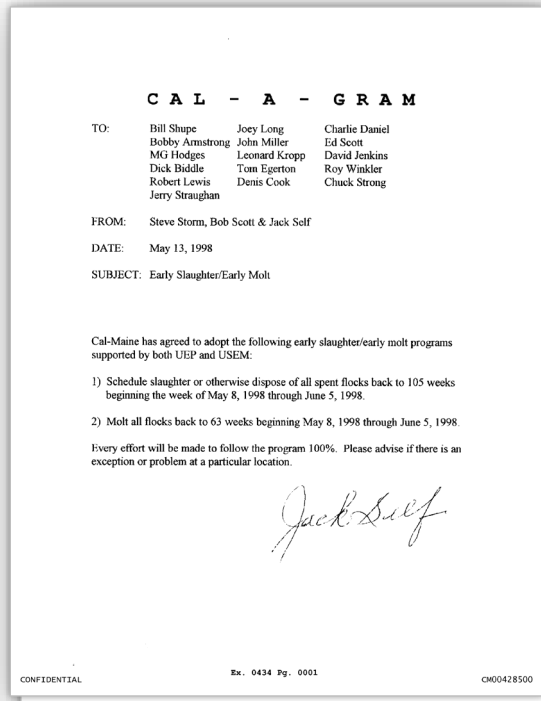 CAL - A - GRAM
TO: Bill Shupe Joey Long Charlie Daniel
Bobby Armstrong John Miller Ed Scott
MG Hodges Leonard Kropp David Jenkins
Dick Biddle Tom Egerton Roy Winkler
Robert Lewis Denis Cook Chuck Strong
Jerry Straughan
FROM: Steve Storm, Bob Scott & Jack Self
DATE: May 13, 1998
SUBJECT: Early Slaughter/Early Molt
Cal-Maine has agreed to adopt the following early slaughter/early molt programs
supported by both UEP and USEM:
1) Schedule slaughter or otherwise dispose of all spent flocks back to 105 weeks
beginning the week of May 8, 1998 through June 5, 1998.
2) Molt all flocks back to 63 weeks beginning May 8, 1998 through June 5, 1998.
Every effort will be made to follow the program 100%. Please advise if there is an
exception or problem at a particular location.
Jack Self
Ex. 0434 Pg. 0001
CONFIDENTIAL CM00428500